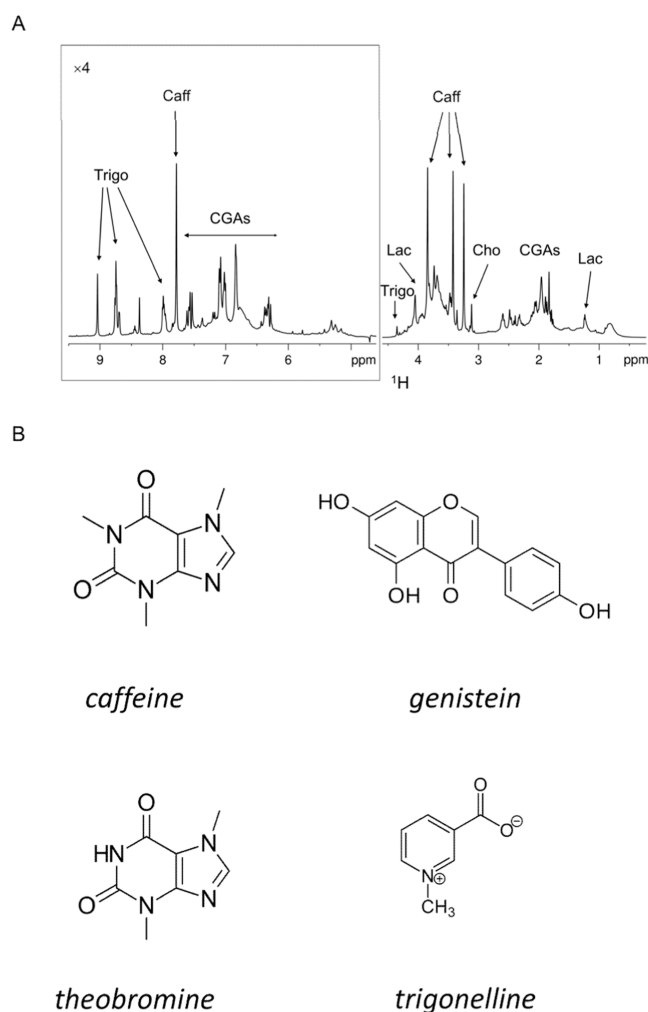 A
×4
Caff
Caff
Trigo
CGAs
Lac
Cho
CGAs
Lac
Trigo
9 8 7 6 ppm 4 3 2 1 ppm
¹H
B
O
N
N
O
N
N
caffeine
HO
O
OH
O
OH
genistein
O
HN
N
O
N
N
theobromine
O
O⊖
N⊕
CH₃
trigonelline